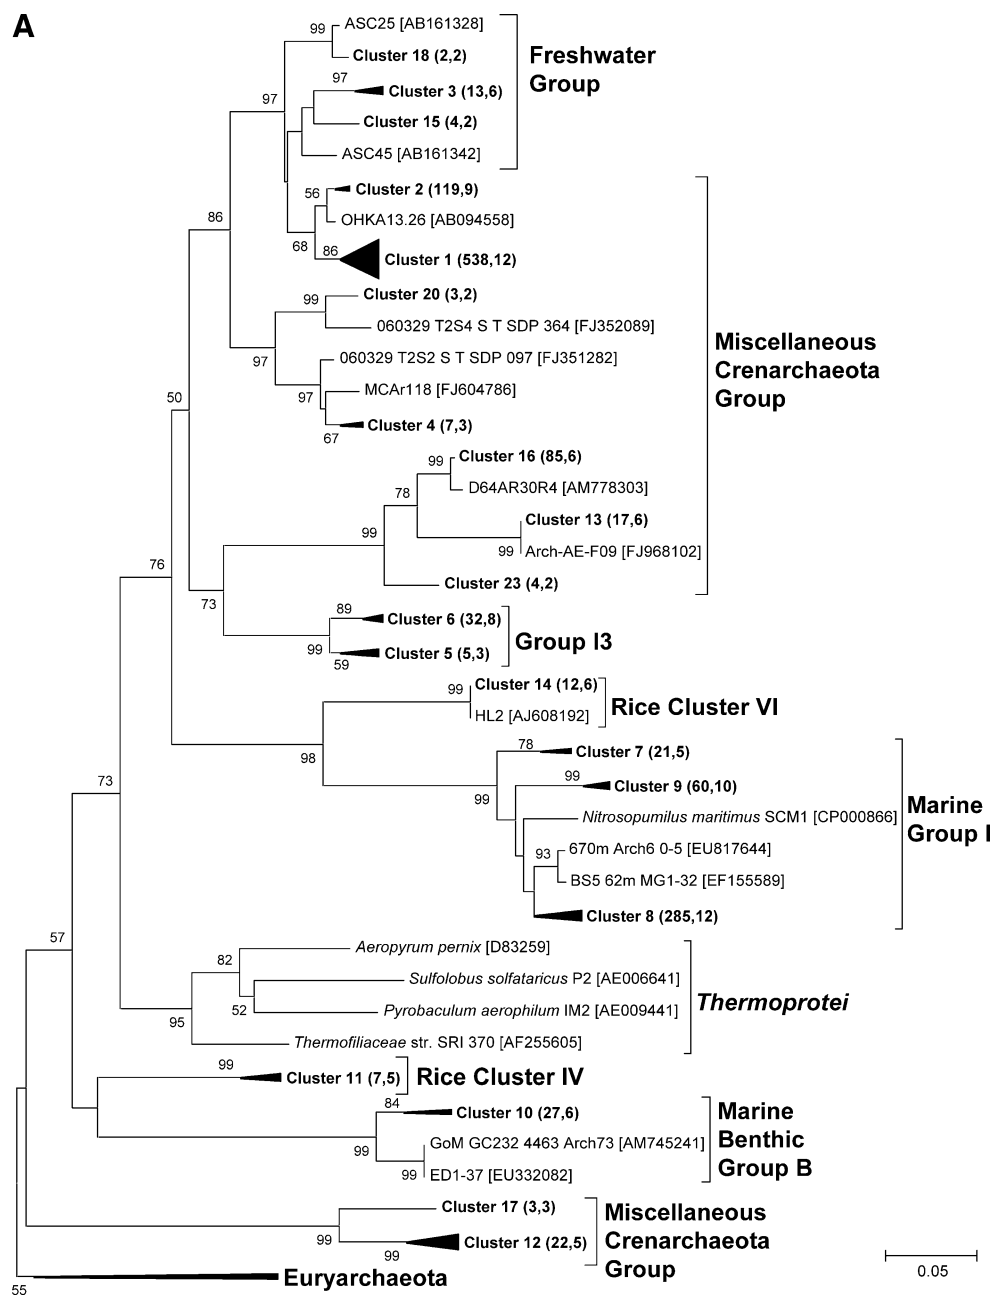 A
99
ASC25 [AB161328]
Cluster 18 (2,2)
Freshwater
Group
97
Cluster 3 (13,6)
97
Cluster 15 (4,2)
ASC45 [AB161342]
56
Cluster 2 (119,9)
OHKA13.26 [AB094558]
86
68
86
Cluster 1 (538,12)
99
Cluster 20 (3,2)
060329 T2S4 S T SDP 364 [FJ352089]
Miscellaneous
Crenarchaeota
Group
97
060329 T2S2 S T SDP 097 [FJ351282]
97
MCAr118 [FJ604786]
50
67
Cluster 4 (7,3)
99
Cluster 16 (85,6)
D64AR30R4 [AM778303]
78
Cluster 13 (17,6)
99
99
Arch-AE-F09 [FJ968102]
76
Cluster 23 (4,2)
73
89
Cluster 6 (32,8)
Group I3
99
59
Cluster 5 (5,3)
99
Cluster 14 (12,6)
HL2 [AJ608192]
Rice Cluster VI
98
78
Cluster 7 (21,5)
99
Cluster 9 (60,10)
99
Marine
Group I
73
Nitrosopumilus maritimus SCM1 [CP000866]
93
670m Arch6 0-5 [EU817644]
BS5 62m MG1-32 [EF155589]
Cluster 8 (285,12)
57
82
Aeropyrum pernix [D83259]
Sulfolobus solfataricus P2 [AE006641]
52
Pyrobaculum aerophilum IM2 [AE009441]
Thermoprotei
95
Thermofiliaceae str. SRI 370 [AF255605]
99
Cluster 11 (7,5)
Rice Cluster IV
84
Cluster 10 (27,6)
99
GoM GC232 4463 Arch73 [AM745241]
99
ED1-37 [EU332082]
Marine
Benthic
Group B
Cluster 17 (3,3)
99
99
Cluster 12 (22,5)
Miscellaneous
Crenarchaeota
Group
0.05
Euryarchaeota
55